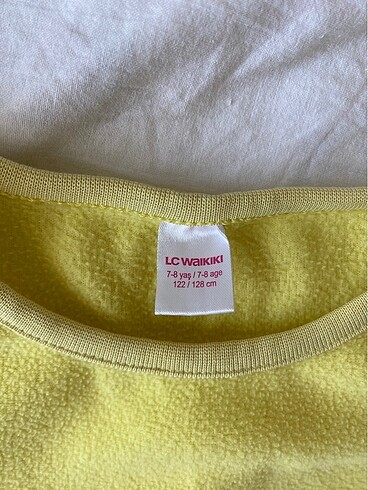 LC WAIKIKI
7-8 yaş / 7-8 age
122 / 128 cm